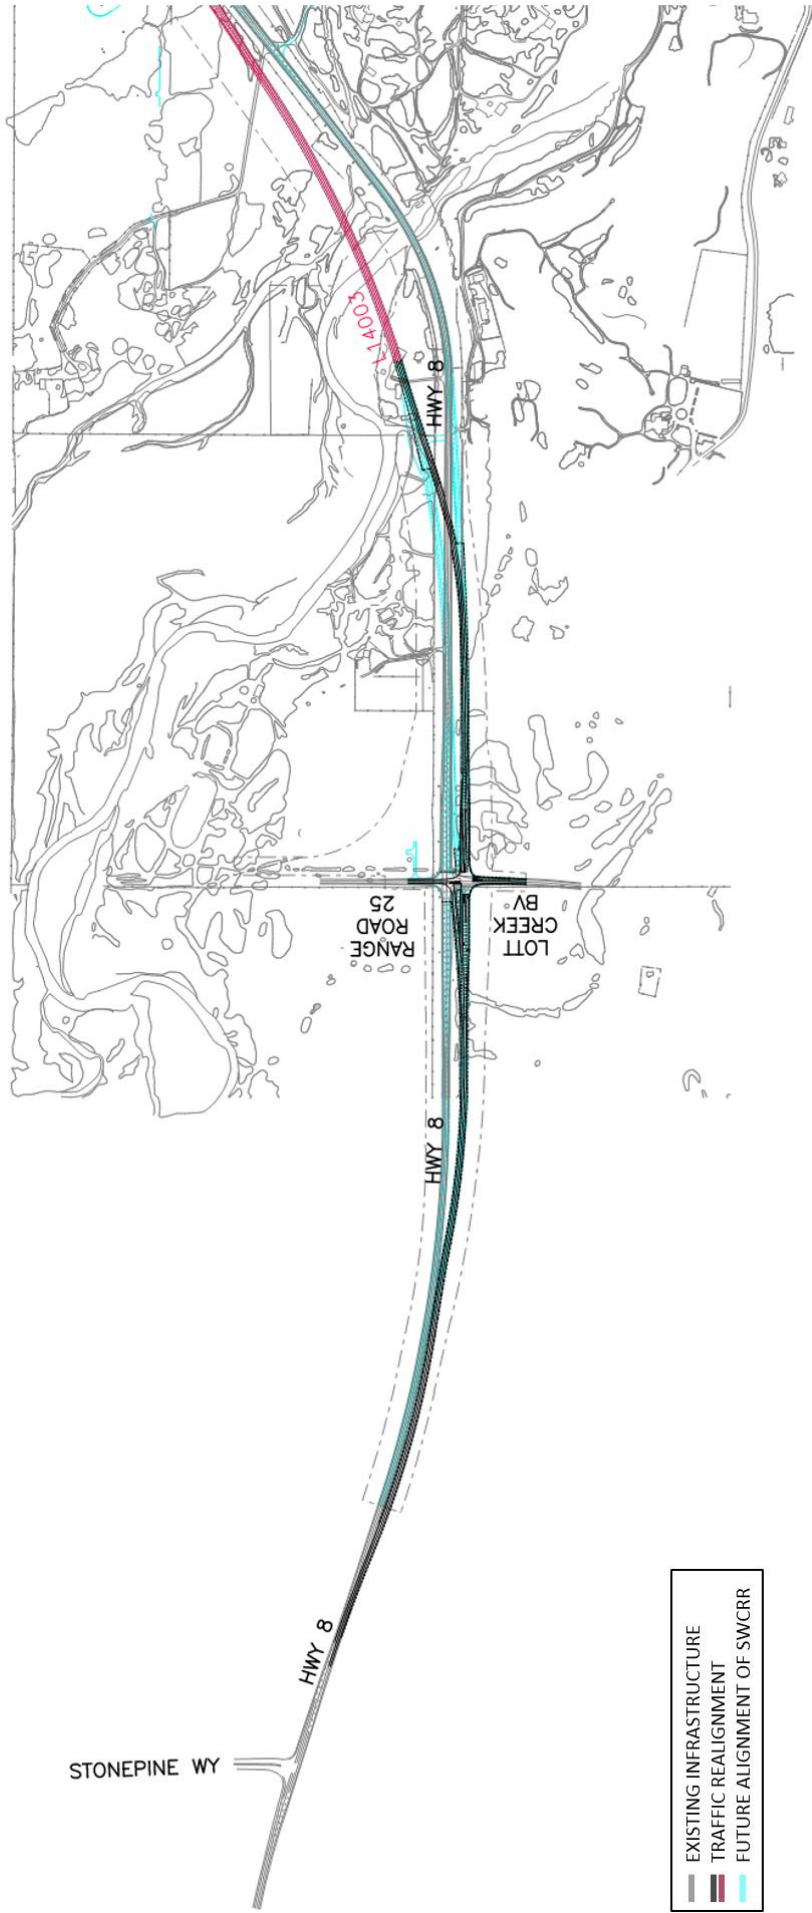 L14003
HWY 8
RANGE
ROAD
25
LOTT
CREEK
BV
HWY 8
HWY 8
STONEPINE WY
EXISTING INFRASTRUCTURE
TRAFFIC REALIGNMENT
FUTURE ALIGNMENT OF SWCRR